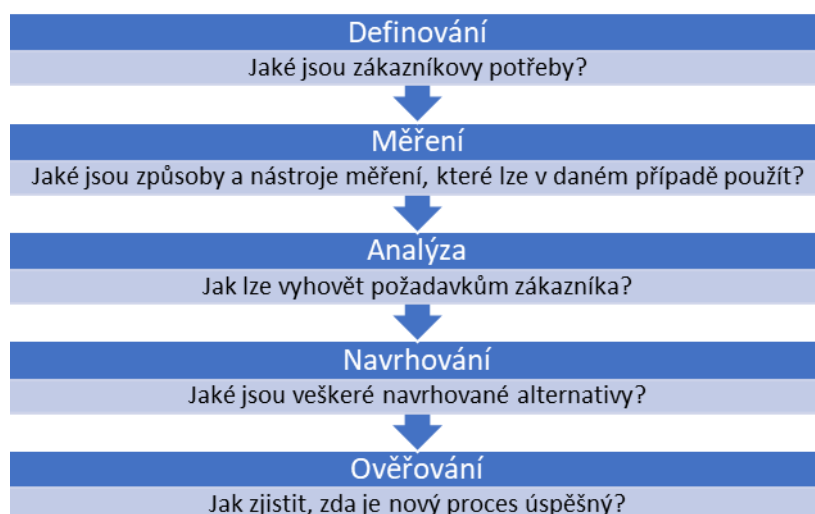 Definování
Jaké jsou zákazníkovy potřeby?
Měření
Jaké jsou způsoby a nástroje měření, které lze v daném případě použít?
Analýza
Jak lze vyhovět požadavkům zákazníka?
Navrhování
Jaké jsou veškeré navrhované alternativy?
Ověřování
Jak zjistit, zda je nový proces úspěšný?